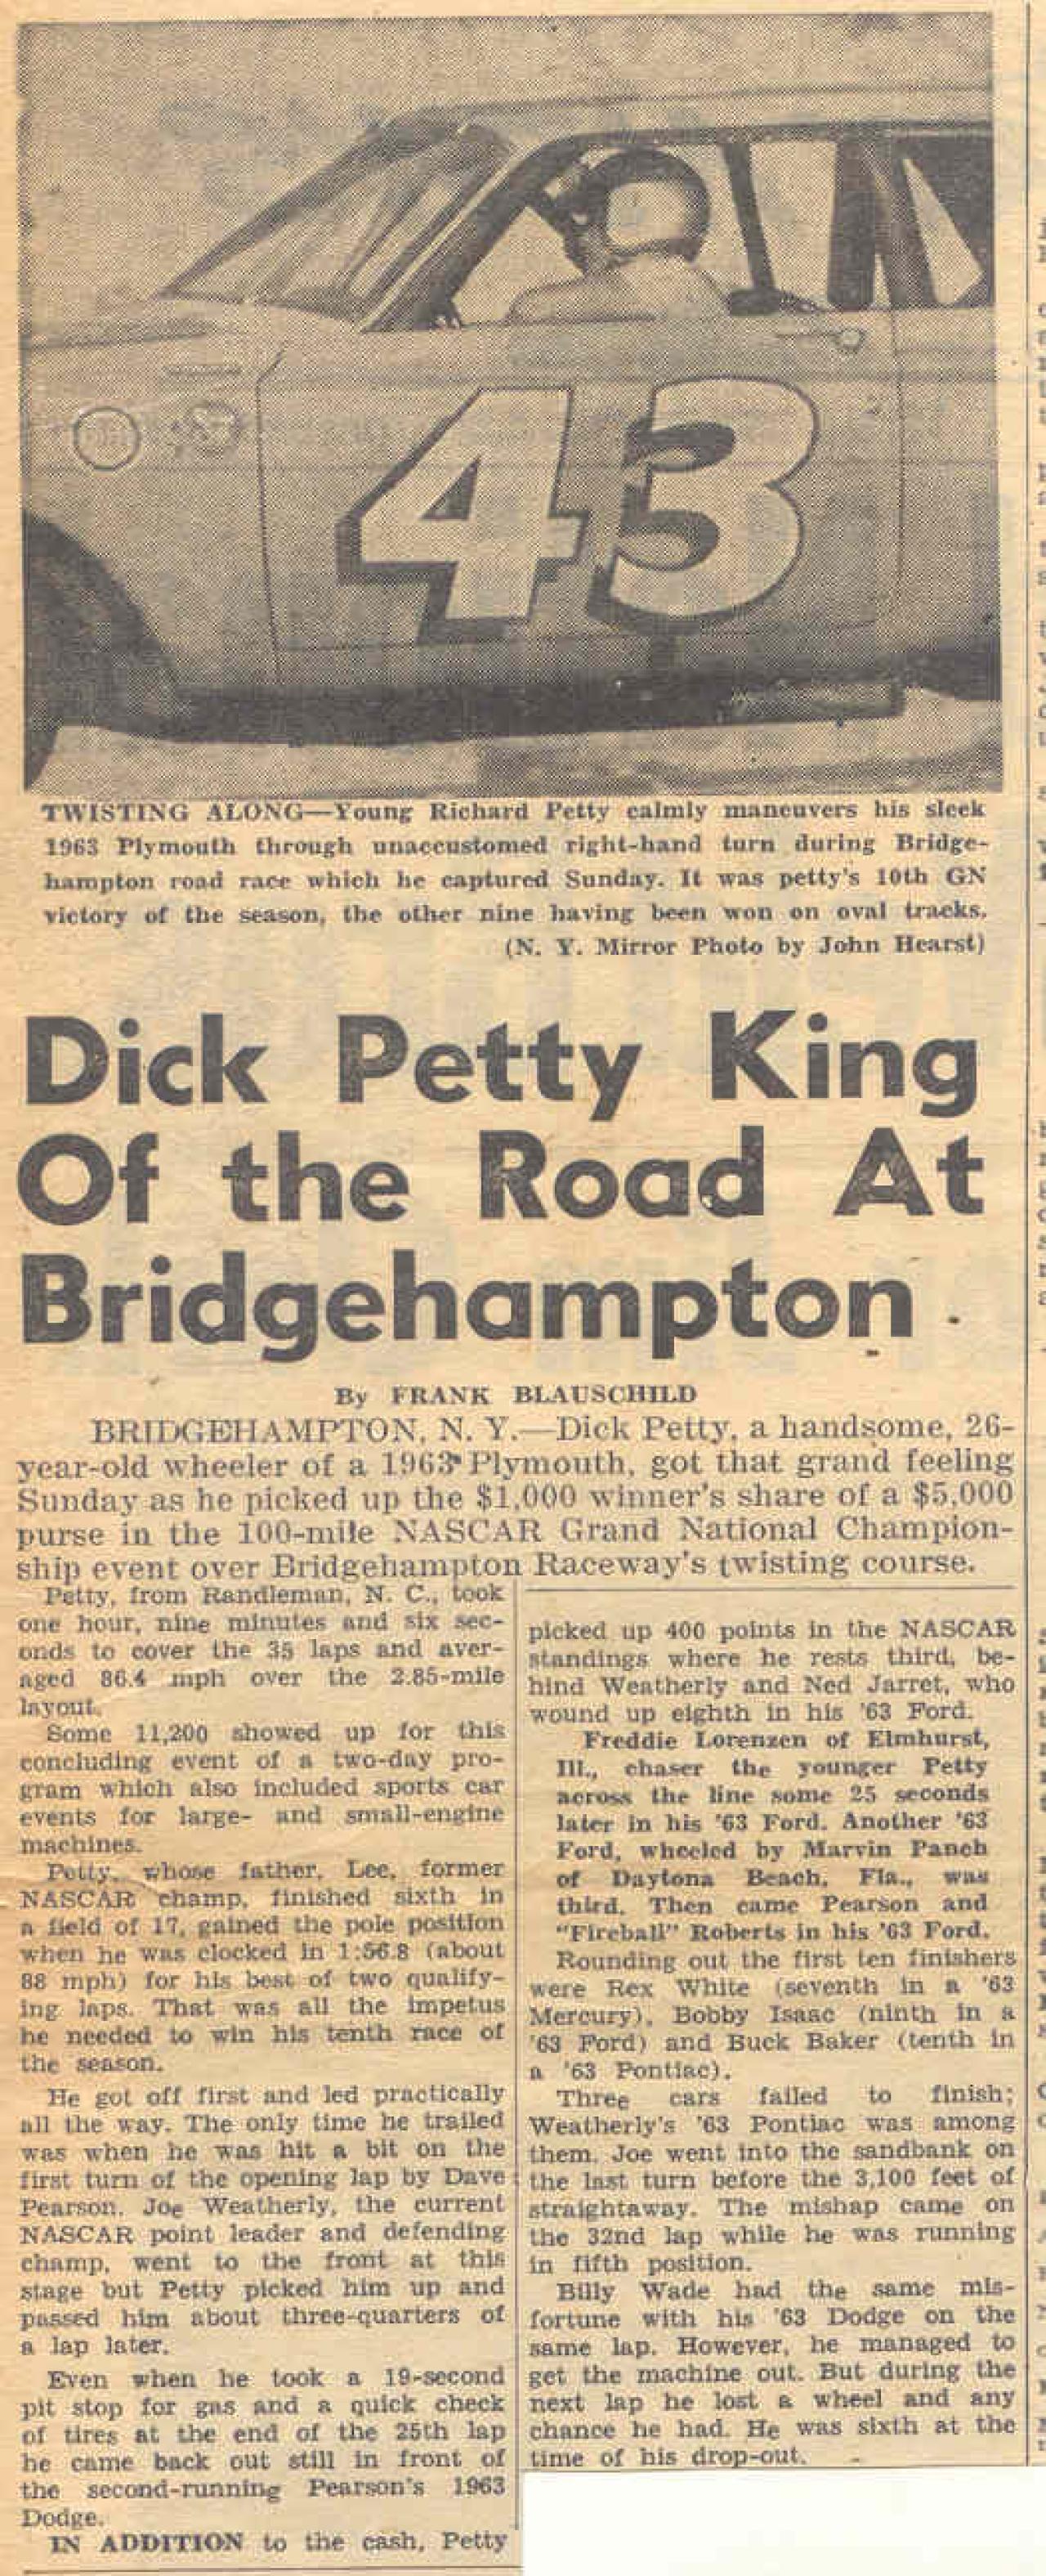 43
TWISTING ALONG—Young Richard Petty calmly maneuvers his sleek
1963 Plymouth through unaccustomed right-hand turn during Bridge-
hampton road race which he captured Sunday. It was petty's 10th GN
victory of the season, the other nine having been won on oval tracks.
(N. Y. Mirror Photo by John Hearst)
Dick Petty King
Of the Road At
Bridgehampton
By FRANK BLAUSCHILD
BRIDGEHAMPTON, N. Y.—Dick Petty, a handsome, 26-
year-old wheeler of a 1963 Plymouth, got that grand feeling
Sunday as he picked up the $1,000 winner's share of a $5,000
purse in the 100-mile NASCAR Grand National Champion-
ship event over Bridgehampton Raceway's twisting course.
Petty, from Randleman, N. C., took
one hour, nine minutes and six sec-
onds to cover the 35 laps and aver-
aged 86.4 mph over the 2.85-mile
layout.
Some 11,200 showed up for this
concluding event of a two-day pro-
gram which also included sports car
events for large- and small-engine
machines.
Petty, whose father, Lee, former
NASCAR champ, finished sixth in
a field of 17, gained the pole position
when he was clocked in 1:56.8 (about
88 mph) for his best of two qualify-
ing laps. That was all the impetus
he needed to win his tenth race of
the season.
He got off first and led practically
all the way. The only time he trailed
was when he was hit a bit on the
first turn of the opening lap by Dave
Pearson. Joe Weatherly, the current
NASCAR point leader and defending
champ, went to the front at this
stage but Petty picked him up and
passed him about three-quarters of
a lap later.
Even when he took a 19-second
pit stop for gas and a quick check
of tires at the end of the 25th lap
he came back out still in front of
the second-running Pearson's 1963
Dodge.
IN ADDITION to the cash, Petty
picked up 400 points in the NASCAR
standings where he rests third, be-
hind Weatherly and Ned Jarret, who
wound up eighth in his '63 Ford.
Freddie Lorenzen of Elmhurst,
Ill., chaser the younger Petty
across the line some 25 seconds
later in his '63 Ford. Another '63
Ford, wheeled by Marvin Panch
of Daytona Beach, Fla., was
third. Then came Pearson and
"Fireball" Roberts in his '63 Ford.
Rounding out the first ten finishers
were Rex White (seventh in a '63
Mercury), Bobby Isaac (ninth in a
'63 Ford) and Buck Baker (tenth in
a '63 Pontiac).
Three cars failed to finish;
Weatherly's '63 Pontiac was among
them. Joe went into the sandbank on
the last turn before the 3,100 feet of
straightaway. The mishap came on
the 32nd lap while he was running
in fifth position.
Billy Wade had the same mis-
fortune with his '63 Dodge on the
same lap. However, he managed to
get the machine out. But during the
next lap he lost a wheel and any
chance he had. He was sixth at the
time of his drop-out.